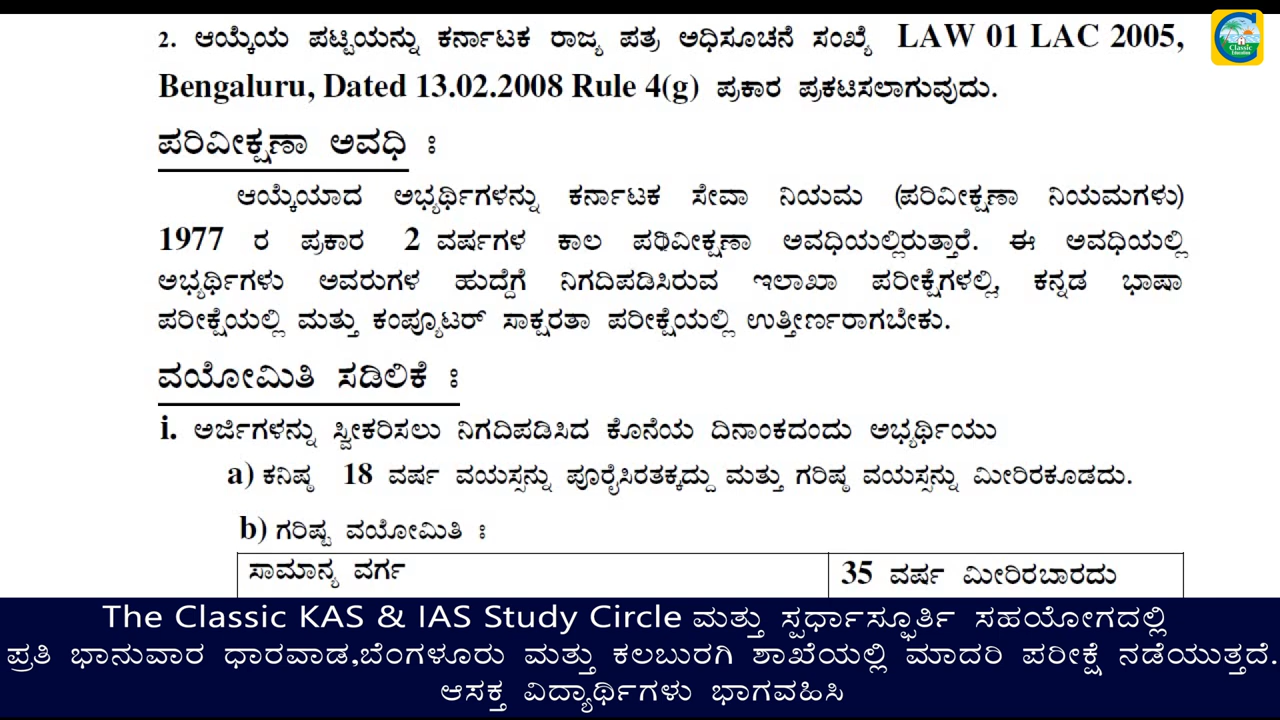 2. ಆಯ್ಕೆಯ ಪಟ್ಟಿಯನ್ನು ಕರ್ನಾಟಕ ರಾಜ್ಯ ಪತ್ರ ಅಧಿಸೂಚನೆ ಸಂಖ್ಯೆ LAW 01 LAC 2005,
Bengaluru, Dated 13.02.2008 Rule 4(g) ಪ್ರಕಾರ ಪ್ರಕಟಿಸಲಾಗುವುದು.
ಪರಿವೀಕ್ಷಣಾ ಅವಧಿ :
ಆಯ್ಕೆಯಾದ ಅಭ್ಯರ್ಥಿಗಳನ್ನು ಕರ್ನಾಟಕ ಸೇವಾ ನಿಯಮ (ಪರಿವೀಕ್ಷಣಾ ನಿಯಮಗಳು)
1977 ರ ಪ್ರಕಾರ 2 ವರ್ಷಗಳ ಕಾಲ ಪರಿವೀಕ್ಷಣಾ ಅವಧಿಯಲ್ಲಿರುತ್ತಾರೆ. ಈ ಅವಧಿಯಲ್ಲಿ
ಅಭ್ಯರ್ಥಿಗಳು ಅವರುಗಳ ಹುದ್ದೆಗೆ ನಿಗದಿಪಡಿಸಿರುವ ಇಲಾಖಾ ಪರೀಕ್ಷೆಗಳಲ್ಲಿ, ಕನ್ನಡ ಭಾಷಾ
ಪರೀಕ್ಷೆಯಲ್ಲಿ ಮತ್ತು ಕಂಪ್ಯೂಟರ್ ಸಾಕ್ಷರತಾ ಪರೀಕ್ಷೆಯಲ್ಲಿ ಉತ್ತೀರ್ಣರಾಗಬೇಕು.
ವಯೋಮಿತಿ ಸಡಿಲಿಕೆ :
i. ಅರ್ಜಿಗಳನ್ನು ಸ್ವೀಕರಿಸಲು ನಿಗದಿಪಡಿಸಿದ ಕೊನೆಯ ದಿನಾಂಕದಂದು ಅಭ್ಯರ್ಥಿಯು
a) ಕನಿಷ್ಠ 18 ವರ್ಷ ವಯಸ್ಸನ್ನು ಪೂರೈಸಿರತಕ್ಕದ್ದು ಮತ್ತು ಗರಿಷ್ಠ ವಯಸ್ಸನ್ನು ಮೀರಿರಕೂಡದು.
b) ಗರಿಷ್ಟ ವಯೋಮಿತಿ :
ಸಾಮಾನ್ಯ ವರ್ಗ 35 ವರ್ಷ ಮೀರಿರಬಾರದು
The Classic KAS & IAS Study Circle ಮತ್ತು ಸ್ಪರ್ಧಾಸ್ಫೂರ್ತಿ ಸಹಯೋಗದಲ್ಲಿ
ಪ್ರತಿ ಭಾನುವಾರ ಧಾರವಾಡ,ಬೆಂಗಳೂರು ಮತ್ತು ಕಲಬುರಗಿ ಶಾಖೆಯಲ್ಲಿ ಮಾದರಿ ಪರೀಕ್ಷೆ ನಡೆಯುತ್ತದೆ.
ಆಸಕ್ತ ವಿದ್ಯಾರ್ಥಿಗಳು ಭಾಗವಹಿಸಿ
Classic
Education